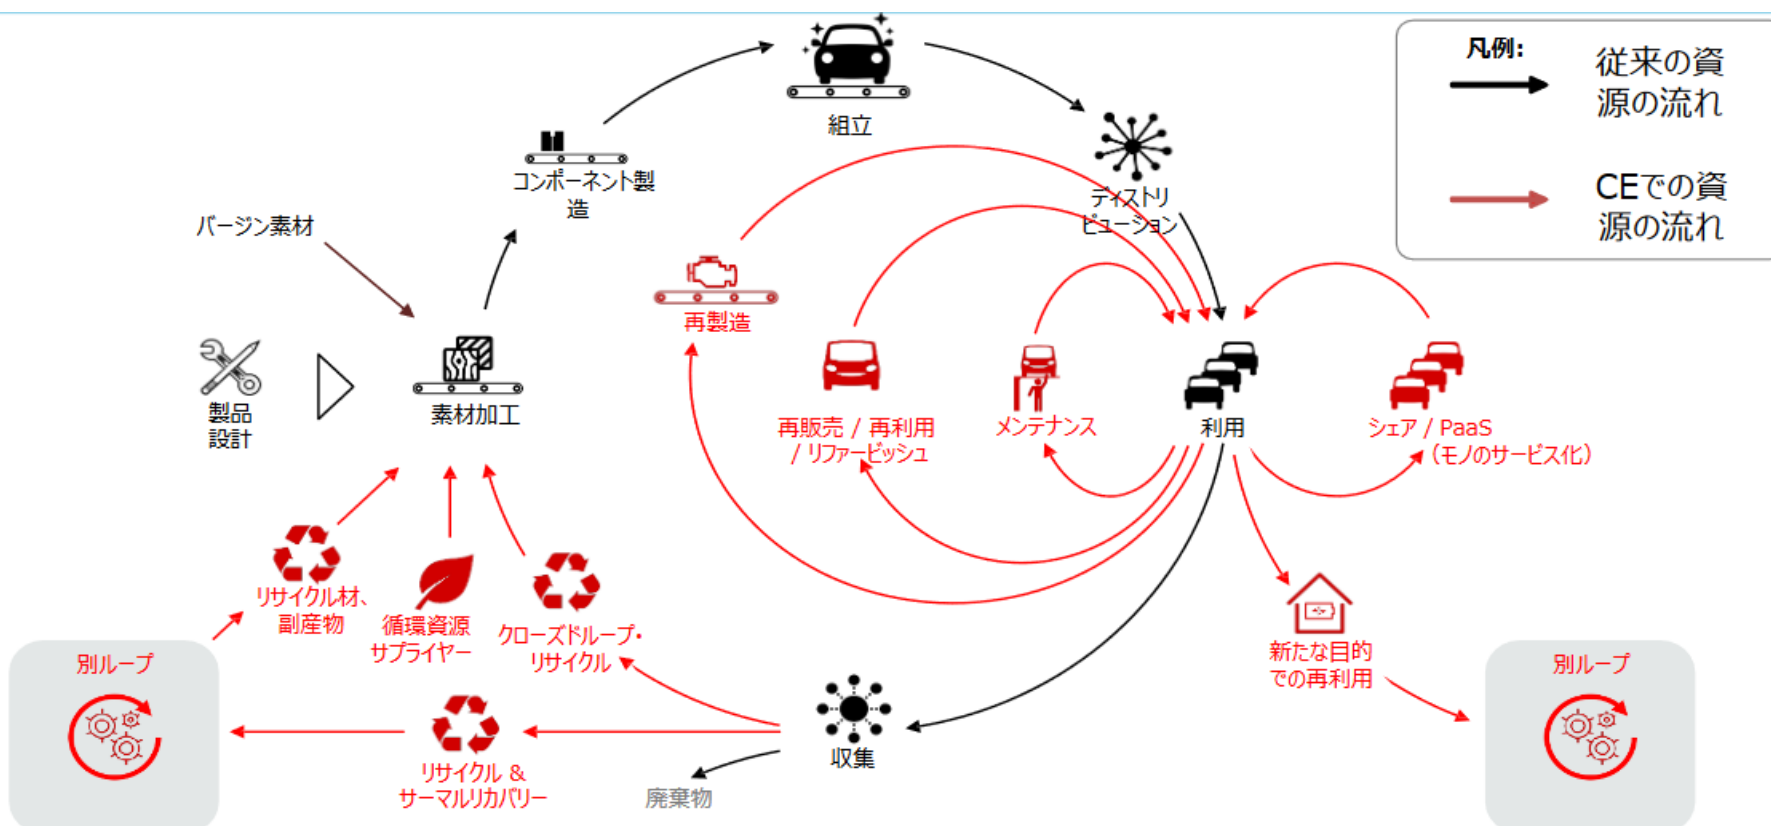 凡例:
従来の資
源の流れ
CEでの資
源の流れ
組立
コンポーネント製
造
ディストリ
ビューション
バージン素材
再製造
製品
設計
素材加工
再販売 / 再利用
/ リファービッシュ
メンテナンス
利用
シェア / PaaS
（モノのサービス化）
リサイクル材、
副産物
循環資源
サプライヤー
クローズドループ・
リサイクル
新たな目的
での再利用
別ループ
別ループ
収集
リサイクル &
サーマルリカバリー
廃棄物